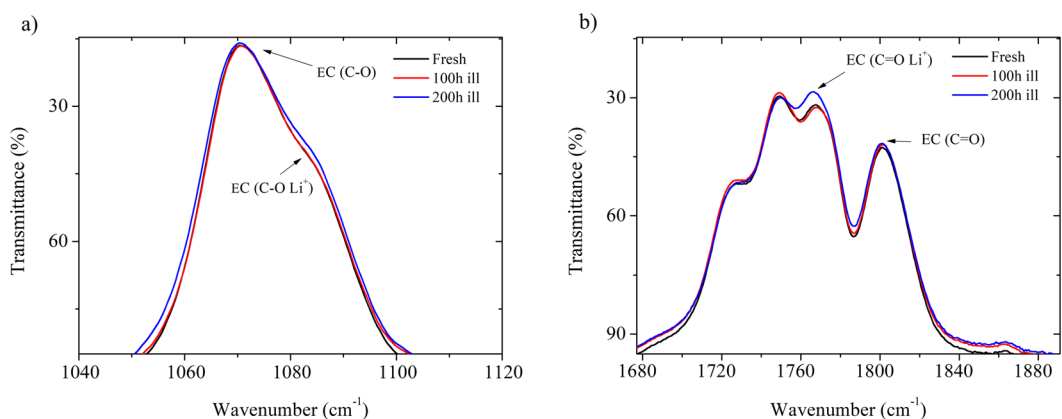 a)
Fresh
100h ill
200h ill
EC (C-O)
EC (C-O Li⁺)
30
60
Transmittance (%)
1040 1060 1080 1100 1120
Wavenumber (cm⁻¹)
b)
EC (C=O Li⁺)
Fresh
100h ill
200h ill
EC (C=O)
30
60
90
Transmittance (%)
1680 1720 1760 1800 1840 1880
Wavenumber (cm⁻¹)